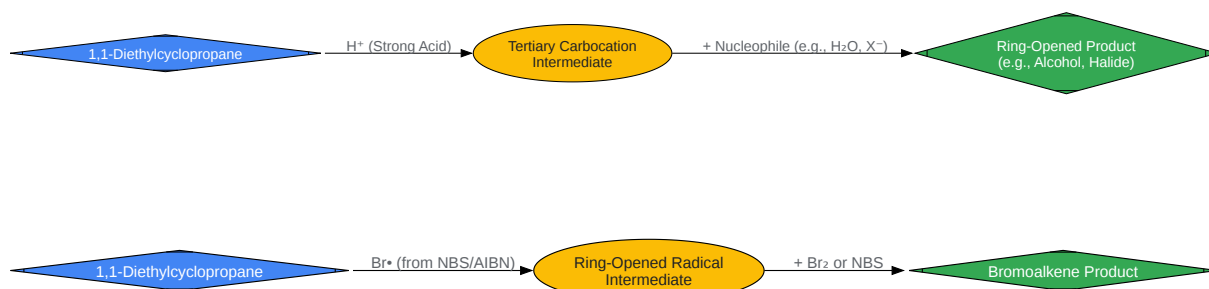 1,1-Diethylcyclopropane
H⁺ (Strong Acid)
Tertiary Carbocation
Intermediate
+ Nucleophile (e.g., H₂O, X⁻)
Ring-Opened Product
(e.g., Alcohol, Halide)
1,1-Diethylcyclopropane
Br• (from NBS/AIBN)
Ring-Opened Radical
Intermediate
+ Br₂ or NBS
Bromoalkene Product